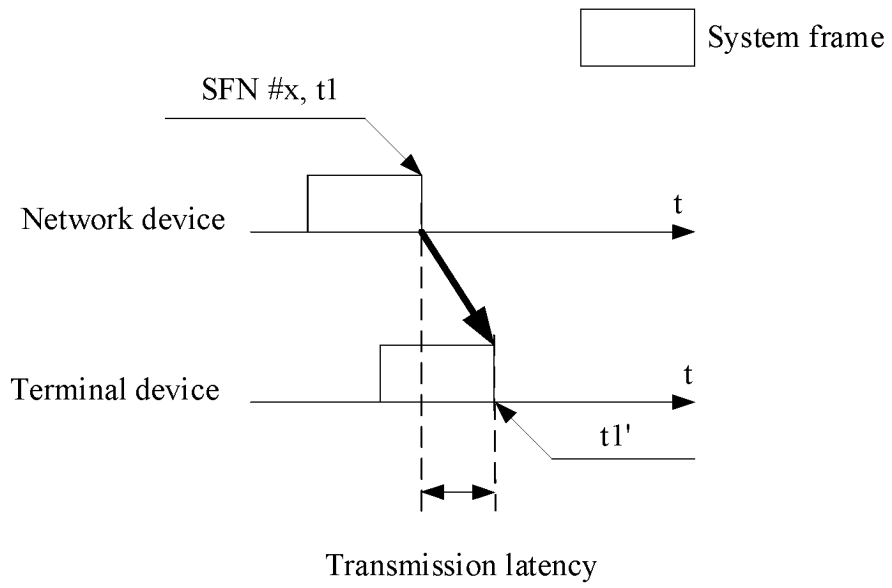 System frame
SFN #x, t1
t
Network device
t
Terminal device
t1'
Transmission latency